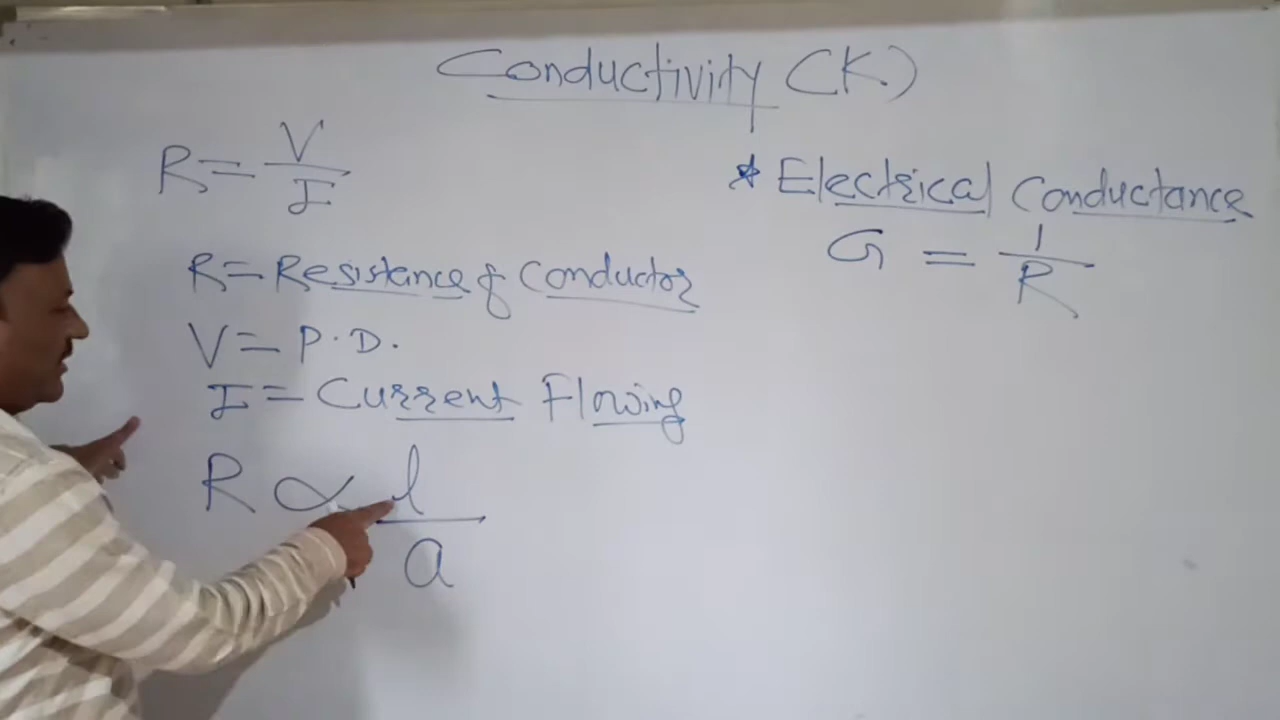 Conductivity (K)
R = V/I
R = Resistance of Conductor
V = P.D.
I = Current Flowing
R ∝ l/a
* Electrical Conductance
G = 1/R